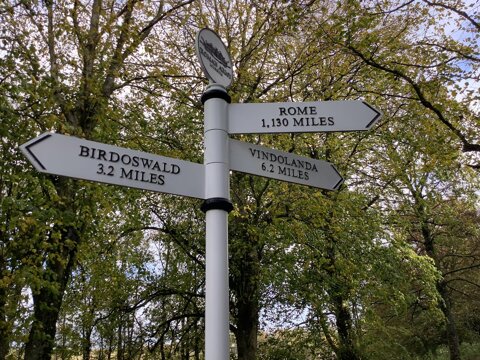 ROME
1,130 MILES
BIRDOSWALD
3.2 MILES
VINDOLANDA
6.2 MILES